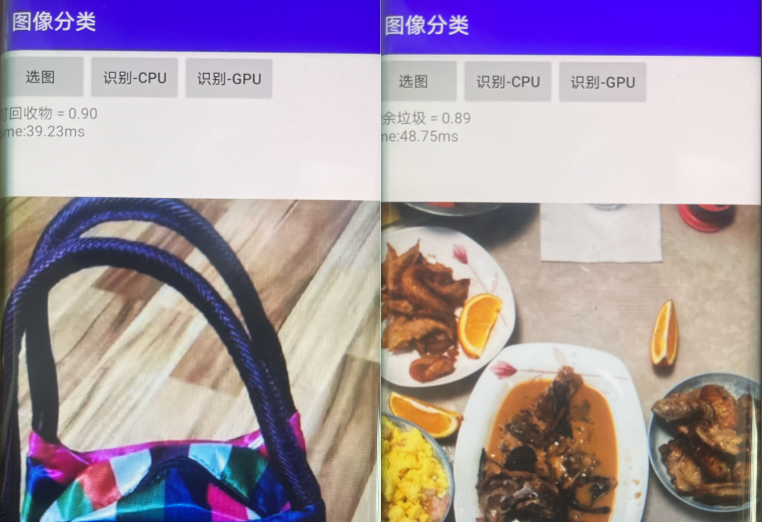 图像分类
选图 识别-CPU 识别-GPU
回收物 = 0.90
me:39.23ms
图像分类
选图 识别-CPU 识别-GPU
余垃圾 = 0.89
ne:48.75ms